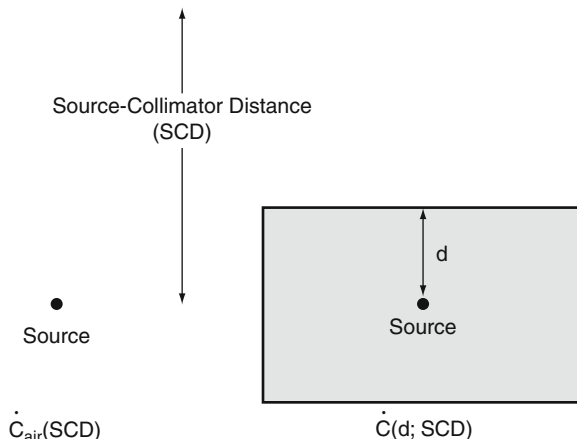 Source-Collimator Distance
(SCD)
d
Source
Source
Ċair(SCD)
Ċ(d; SCD)